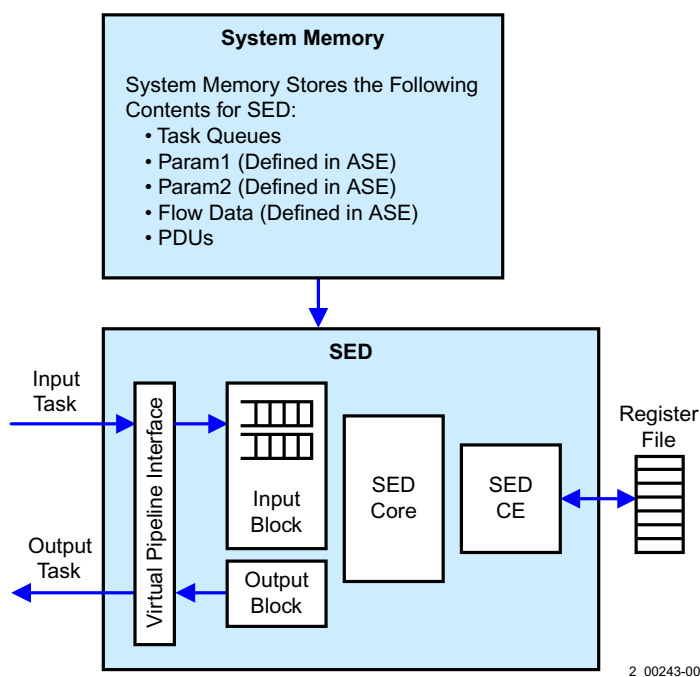 System Memory
System Memory Stores the Following
Contents for SED:
• Task Queues
• Param1 (Defined in ASE)
• Param2 (Defined in ASE)
• Flow Data (Defined in ASE)
• PDUs
SED
Input
Task
Virtual Pipeline Interface
Input
Block
SED
Core
SED
CE
Register
File
Output
Task
Output
Block
2_00243-00